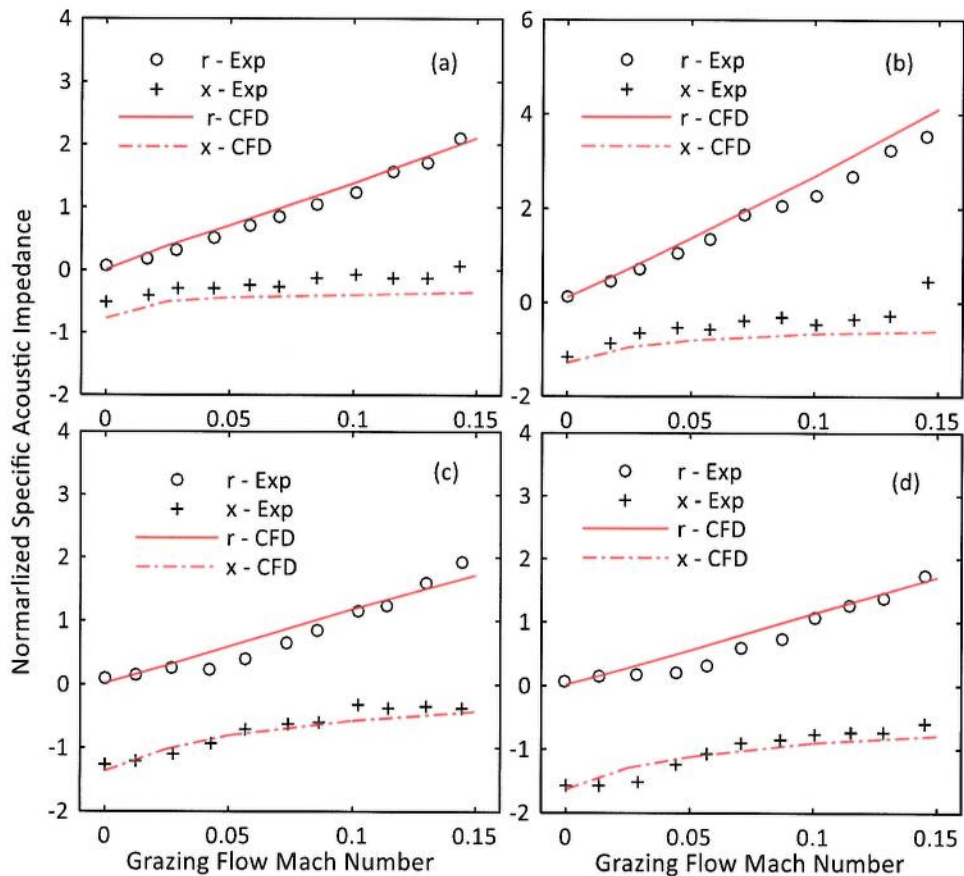 Normarlized Specific Acoustic Impedance
4
3
2
1
0
-1
-2
(a)
r - Exp
x - Exp
r- CFD
x - CFD
0
0.05
0.1
0.15
6
4
2
0
-2
(b)
r - Exp
x - Exp
r - CFD
x - CFD
0
0.05
0.1
0.15
4
3
2
1
0
-1
-2
(c)
r - Exp
x - Exp
r - CFD
x - CFD
0
0.05
0.1
0.15
Grazing Flow Mach Number
4
3
2
1
0
-1
-2
(d)
r - Exp
x - Exp
r - CFD
x - CFD
0
0.05
0.1
0.15
Grazing Flow Mach Number